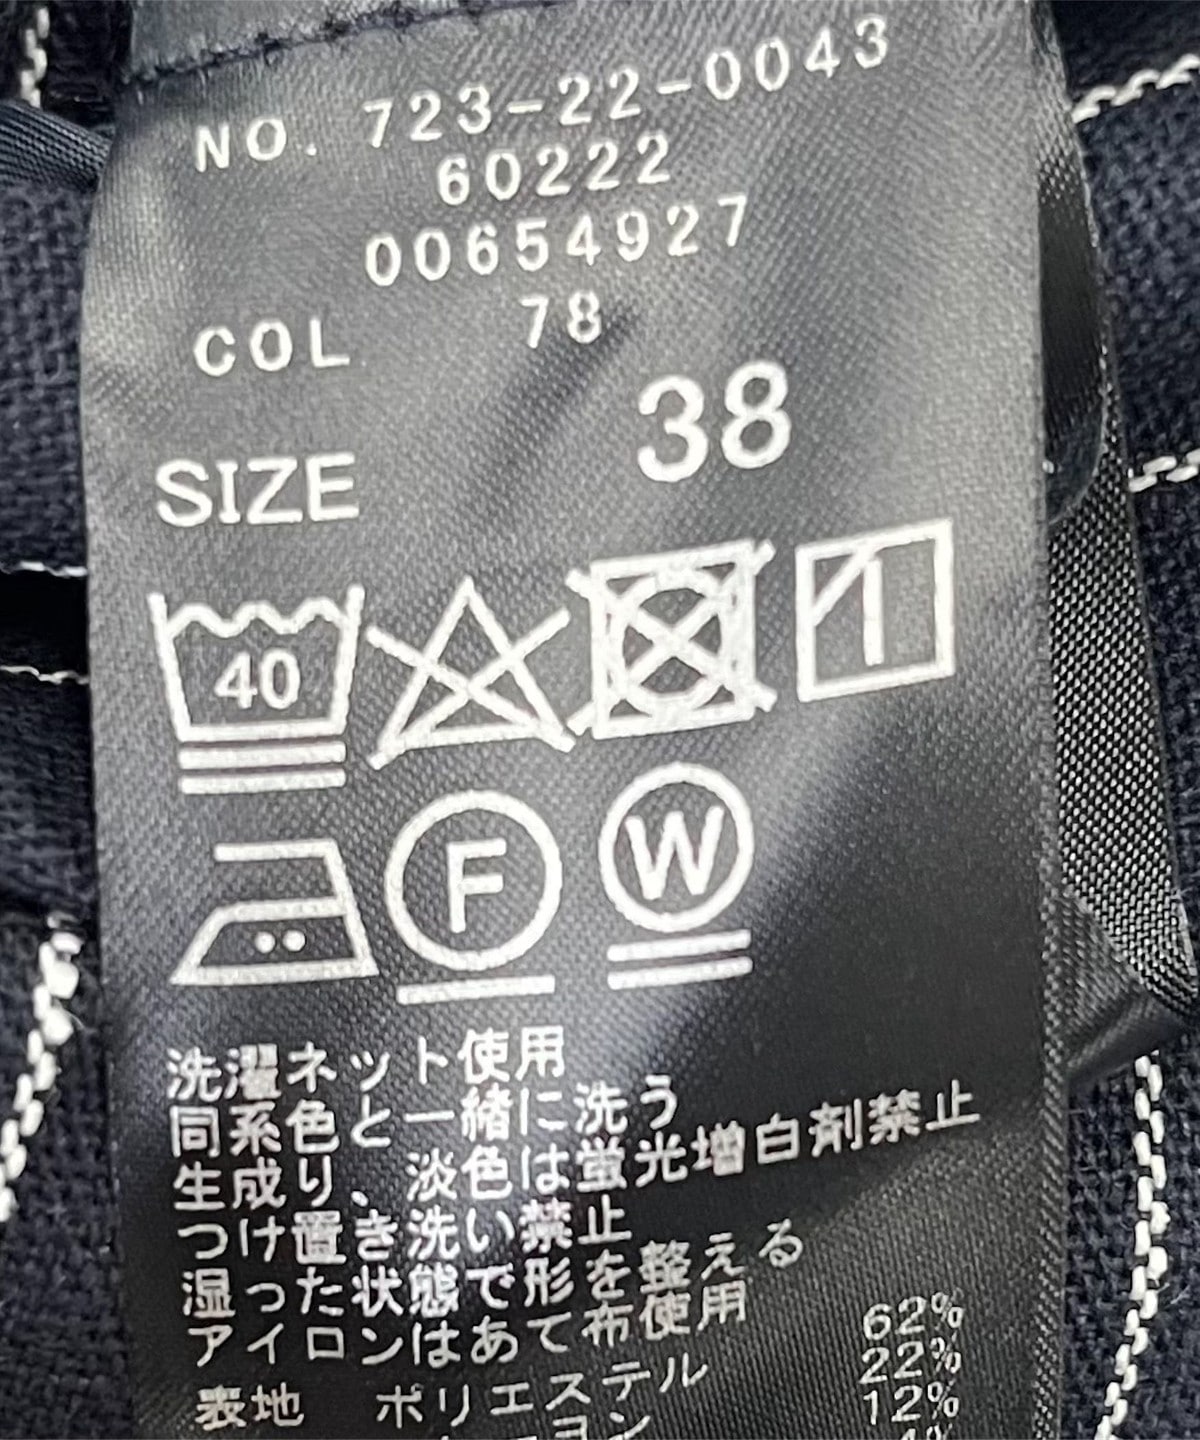 NO. 723-22-0043
60222
00654927
COL 78
SIZE 38
40
F W
洗濯ネット使用
同系色と一緒に洗う
生成り、淡色は蛍光増白剤禁止
つけ置き洗い禁止
湿った状態で形を整える
アイロンはあて布使用
表地 ポリエステル 62%
22%
12%